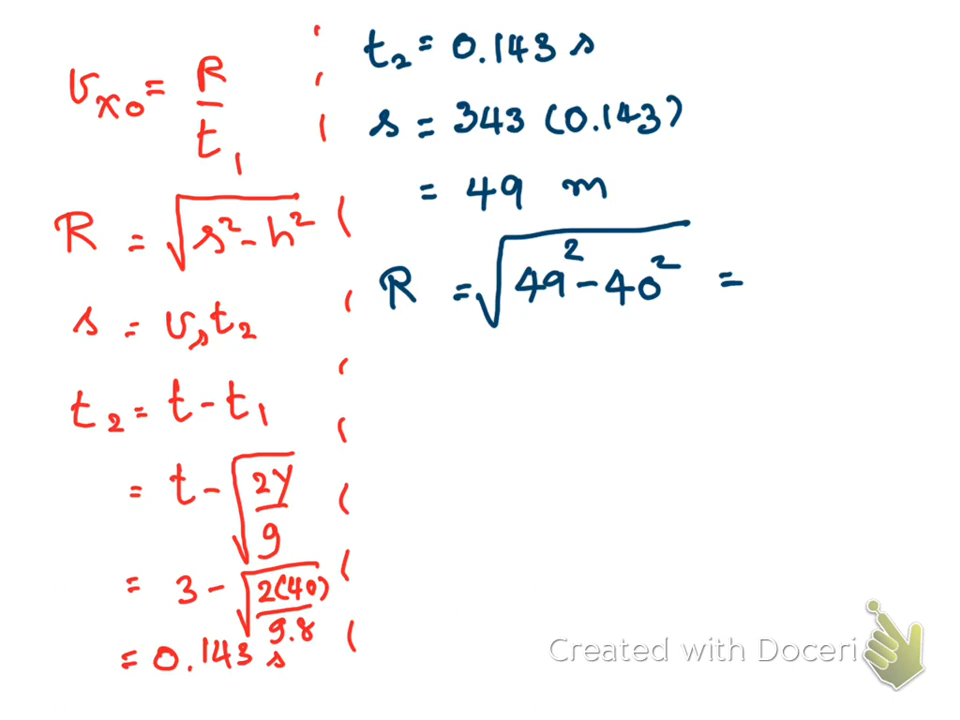 v_x0 = R/t_1
R = √(s² - h²)
s = v_s t_2
t_2 = t - t_1
= t - √(2y/g)
= 3 - √(2(40)/9.8)
= 0.143 s
t_2 = 0.143 s
s = 343 (0.143)
= 49 m
R = √(49² - 40²) =
Created with Doceri